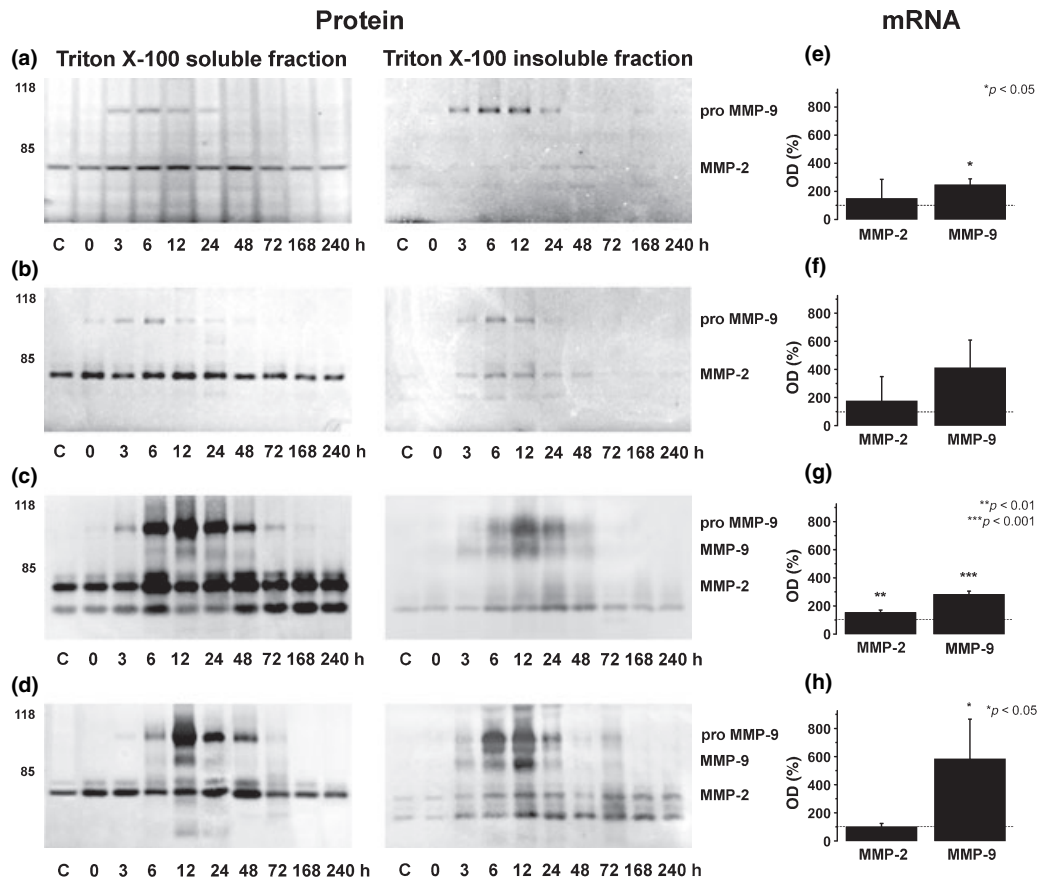 Protein
mRNA
(a) Triton X-100 soluble fraction
Triton X-100 insoluble fraction
118
85
pro MMP-9
MMP-2
C 0 3 6 12 24 48 72 168 240 h
C 0 3 6 12 24 48 72 168 240 h
(e)
*p < 0.05
OD (%)
800
600
400
200
0
*
MMP-2 MMP-9
(b)
118
85
pro MMP-9
MMP-2
C 0 3 6 12 24 48 72 168 240 h
C 0 3 6 12 24 48 72 168 240 h
(f)
OD (%)
800
600
400
200
0
MMP-2 MMP-9
(c)
118
85
pro MMP-9
MMP-9
MMP-2
C 0 3 6 12 24 48 72 168 240 h
C 0 3 6 12 24 48 72 168 240 h
(g)
**p < 0.01
***p < 0.001
OD (%)
800
600
400
200
0
** ***
MMP-2 MMP-9
(d)
118
85
pro MMP-9
MMP-9
MMP-2
C 0 3 6 12 24 48 72 168 240 h
C 0 3 6 12 24 48 72 168 240 h
(h)
*p < 0.05
OD (%)
800
600
400
200
0
*
MMP-2 MMP-9